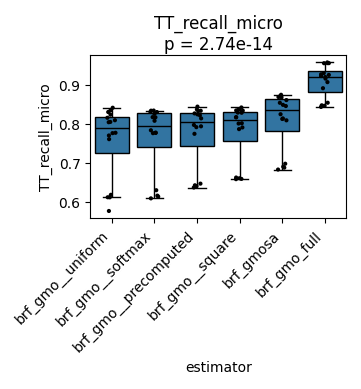 TT_recall_micro
p = 2.74e-14
TT_recall_micro
0.9
0.8
0.7
0.6
brf_gmo__uniform
brf_gmo__softmax
brf_gmo__precomputed
brf_gmo__square
brf_gmosa
brf_gmo_full
estimator